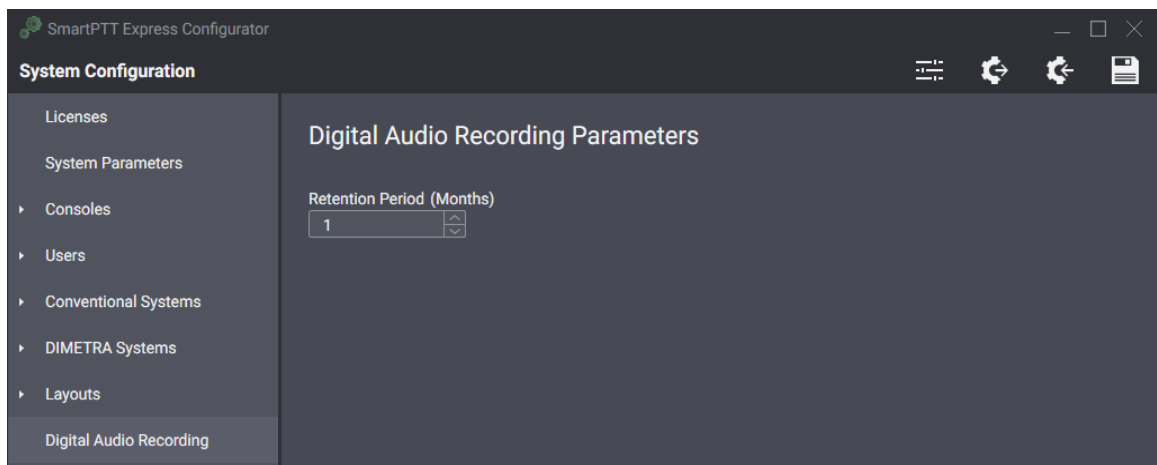 SmartPTT Express Configurator
System Configuration
Licenses
System Parameters
Consoles
Users
Conventional Systems
DIMETRA Systems
Layouts
Digital Audio Recording
Digital Audio Recording Parameters
Retention Period (Months)
1